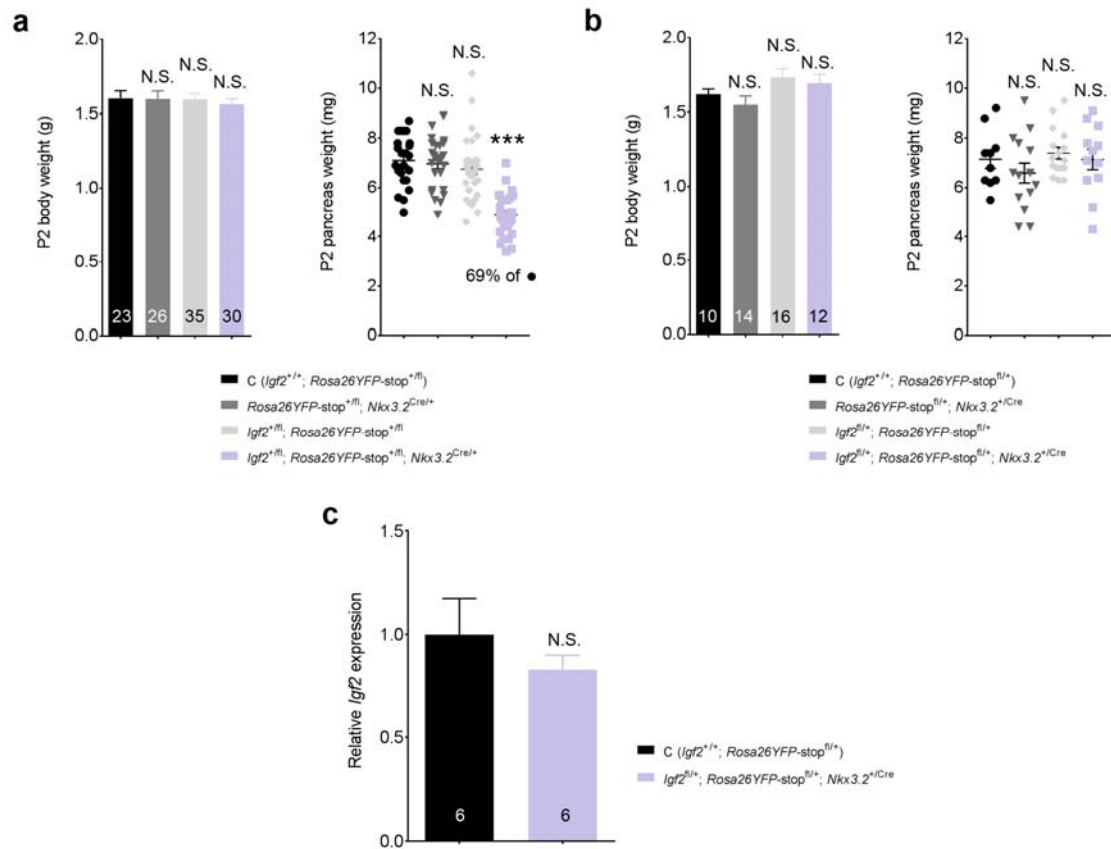 a
P2 body weight (g)
2.0
1.5
1.0
0.5
0.0
N.S.
N.S.
N.S.
23
26
35
30
P2 pancreas weight (mg)
12
10
8
6
4
2
0
N.S.
N.S.
***
69% of ●
C (Igf2+/+; Rosa26YFP-stop+/fl)
Rosa26YFP-stop+/fl; Nkx3.2Cre/+
Igf2+/fl; Rosa26YFP-stop+/fl
Igf2+/fl; Rosa26YFP-stop+/fl; Nkx3.2Cre/+
b
P2 body weight (g)
2.0
1.5
1.0
0.5
0.0
N.S.
N.S.
N.S.
10
14
16
12
P2 pancreas weight (mg)
12
10
8
6
4
2
0
N.S.
N.S.
N.S.
C (Igf2+/+; Rosa26YFP-stopfl/+)
Rosa26YFP-stopfl/+; Nkx3.2+/Cre
Igf2fl/+; Rosa26YFP-stopfl/+
Igf2fl/+; Rosa26YFP-stopfl/+; Nkx3.2+/Cre
c
Relative Igf2 expression
1.5
1.0
0.5
0.0
N.S.
6
6
C (Igf2+/+; Rosa26YFP-stopfl/+)
Igf2fl/+; Rosa26YFP-stopfl/+; Nkx3.2+/Cre